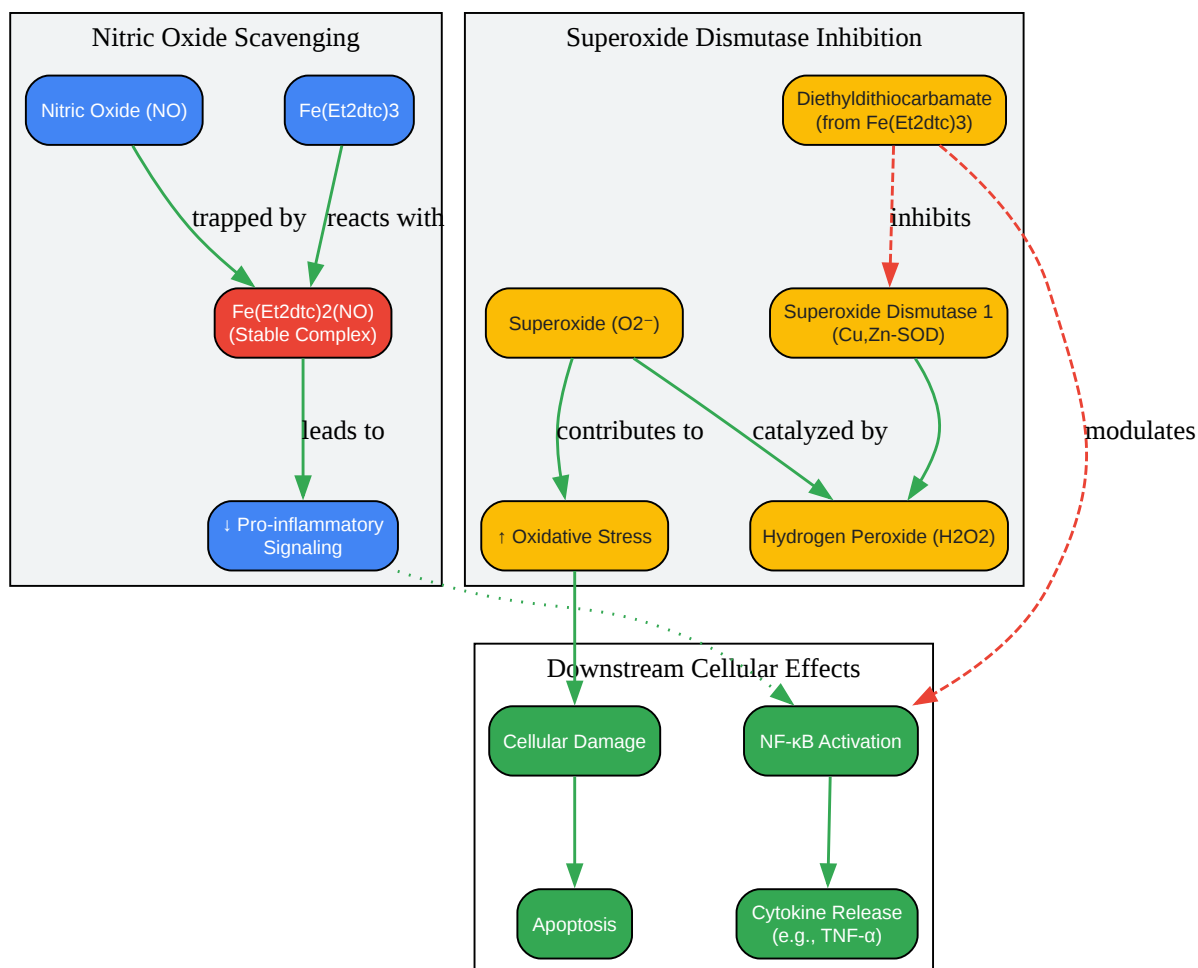 Nitric Oxide Scavenging
Nitric Oxide (NO)
Fe(Et2dtc)3
trapped by
reacts with
Fe(Et2dtc)2(NO)
(Stable Complex)
leads to
↓ Pro-inflammatory
Signaling
Superoxide Dismutase Inhibition
Diethyldithiocarbamate
(from Fe(Et2dtc)3)
inhibits
Superoxide (O2⁻)
Superoxide Dismutase 1
(Cu,Zn-SOD)
contributes to
catalyzed by
modulates
↑ Oxidative Stress
Hydrogen Peroxide (H2O2)
Downstream Cellular Effects
Cellular Damage
NF-κB Activation
Apoptosis
Cytokine Release
(e.g., TNF-α)